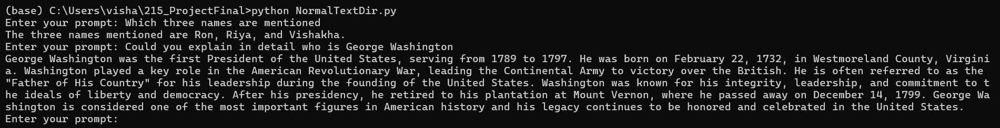 (base) C:\Users\visha\215_ProjectFinal>python NormalTextDir.py
Enter your prompt: Which three names are mentioned
The three names mentioned are Ron, Riya, and Vishakha.
Enter your prompt: Could you explain in detail who is George Washington
George Washington was the first President of the United States, serving from 1789 to 1797. He was born on February 22, 1732, in Westmoreland County, Virgini
a. Washington played a key role in the American Revolutionary War, leading the Continental Army to victory over the British. He is often referred to as the
"Father of His Country" for his leadership during the founding of the United States. Washington was known for his integrity, leadership, and commitment to t
he ideals of liberty and democracy. After his presidency, he retired to his plantation at Mount Vernon, where he passed away on December 14, 1799. George Wa
shington is considered one of the most important figures in American history and his legacy continues to be honored and celebrated in the United States.
Enter your prompt: